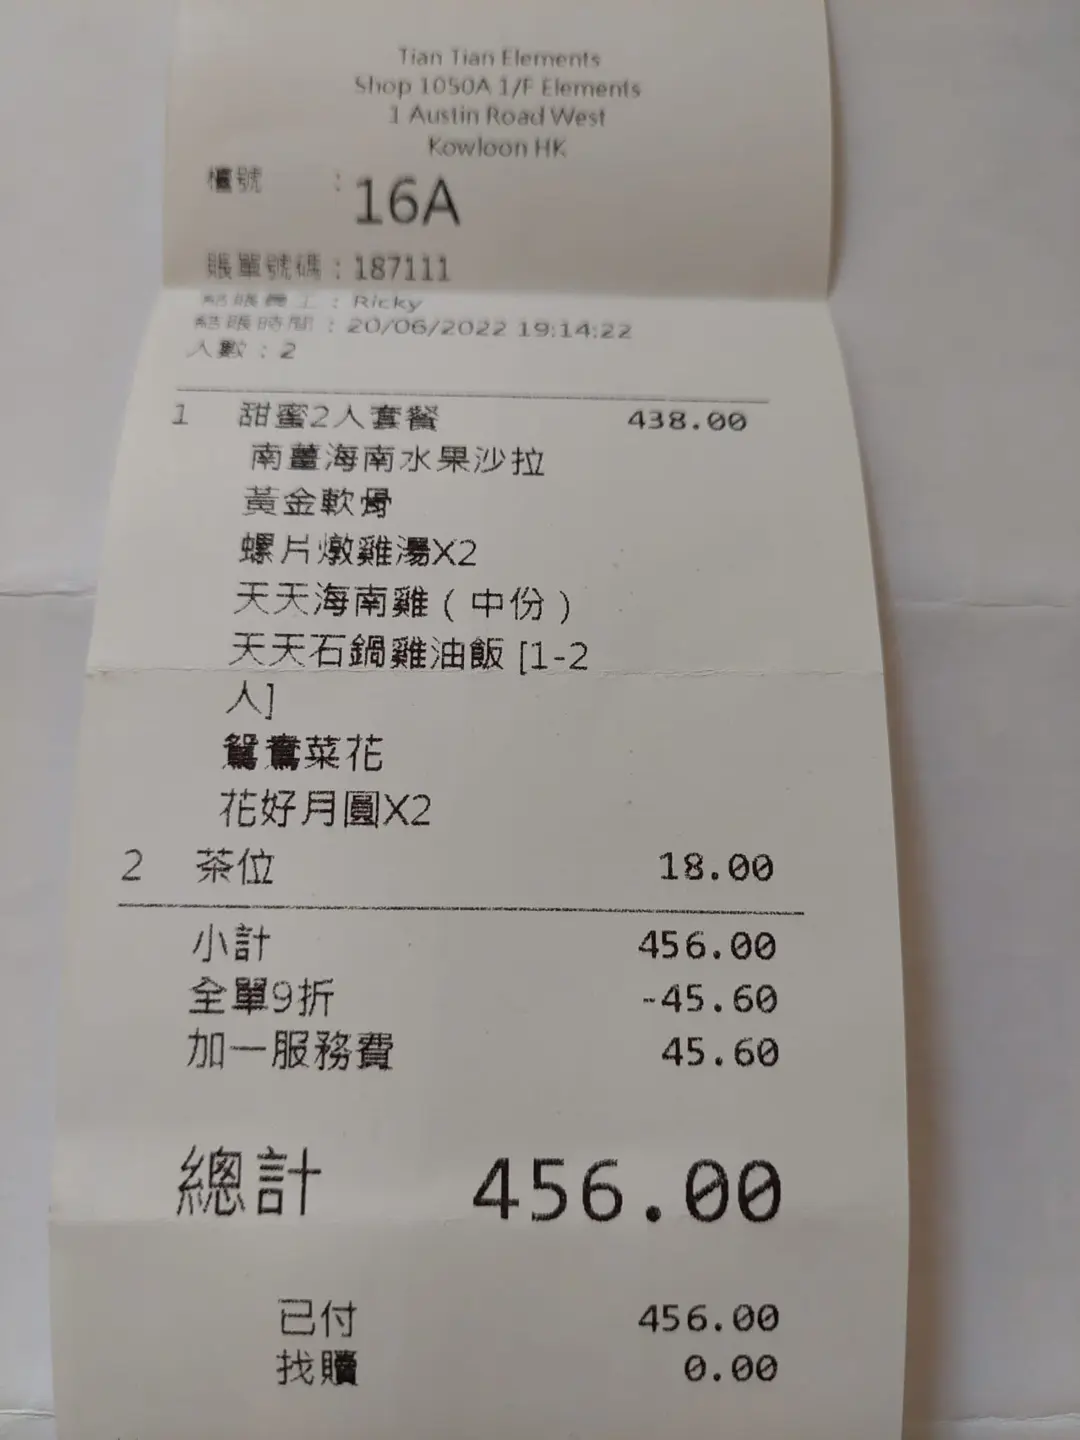 Tian Tian Elements
Shop 1050A 1/F Elements
1 Austin Road West
Kowloon HK
檯號 : 16A
賬單號碼 : 187111
結賬員工 : Ricky
結賬時間 : 20/06/2022 19:14:22
人數 : 2
1 甜蜜2人套餐 438.00
南薑海南水果沙拉
黃金軟骨
螺片燉雞湯X2
天天海南雞 ( 中份 )
天天石鍋雞油飯 [1-2
人]
鴛鴦菜花
花好月圓X2
2 茶位 18.00
小計 456.00
全單9折 -45.60
加一服務費 45.60
總計 456.00
已付 456.00
找贖 0.00